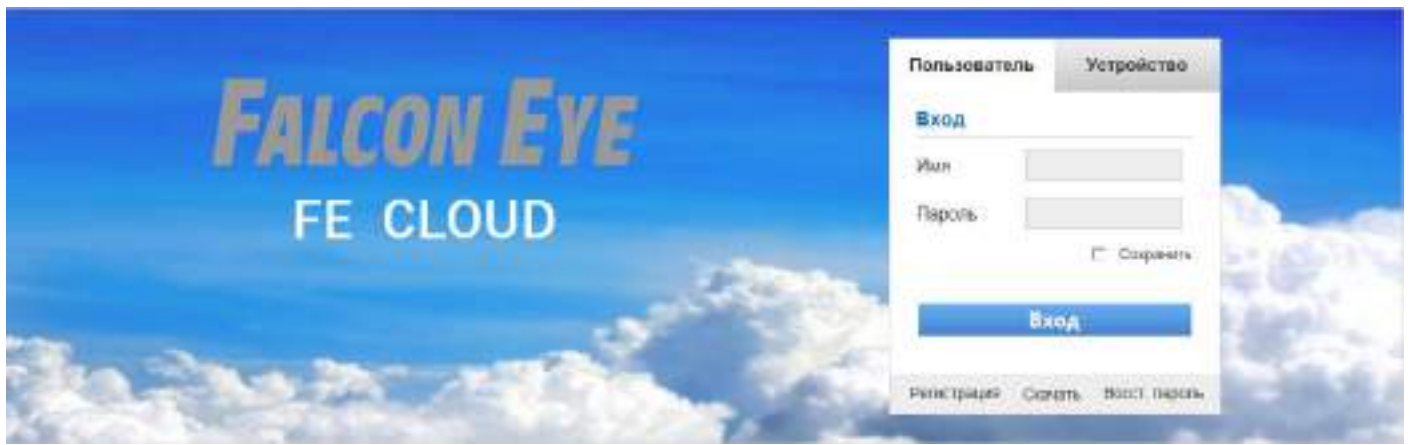 FALCON EYE
FE CLOUD
Пользователь Устройство
Вход
Имя
Пароль
Сохранить
Вход
Регистрация Скачать Восст. пароль